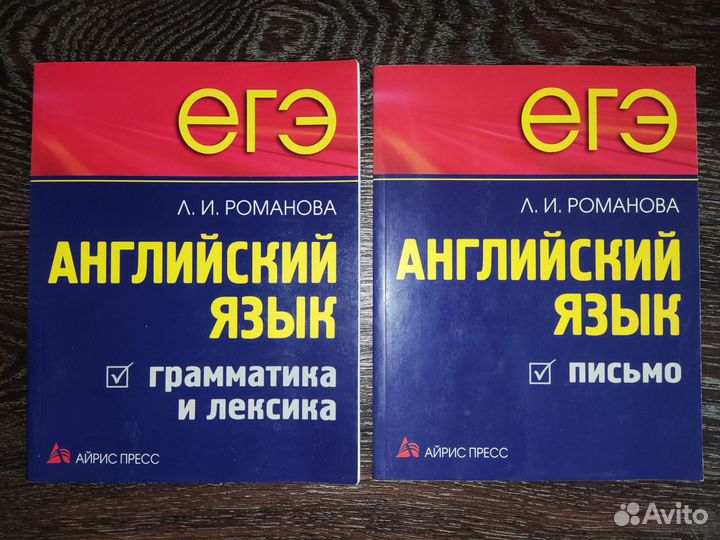 егэ
Л. И. РОМАНОВА
АНГЛИЙСКИЙ
ЯЗЫК
грамматика
и лексика
АЙРИС ПРЕСС
егэ
Л. И. РОМАНОВА
АНГЛИЙСКИЙ
ЯЗЫК
письмо
АЙРИС ПРЕСС
Avito